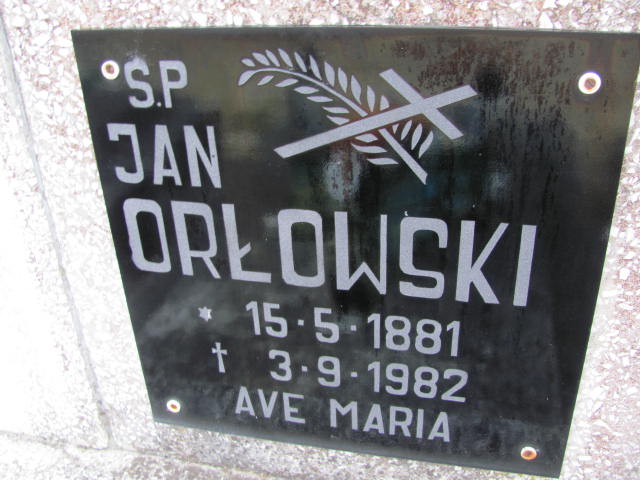 Ś.P
JAN
ORŁOWSKI
* 15-5-1881
† 3-9-1982
AVE MARIA